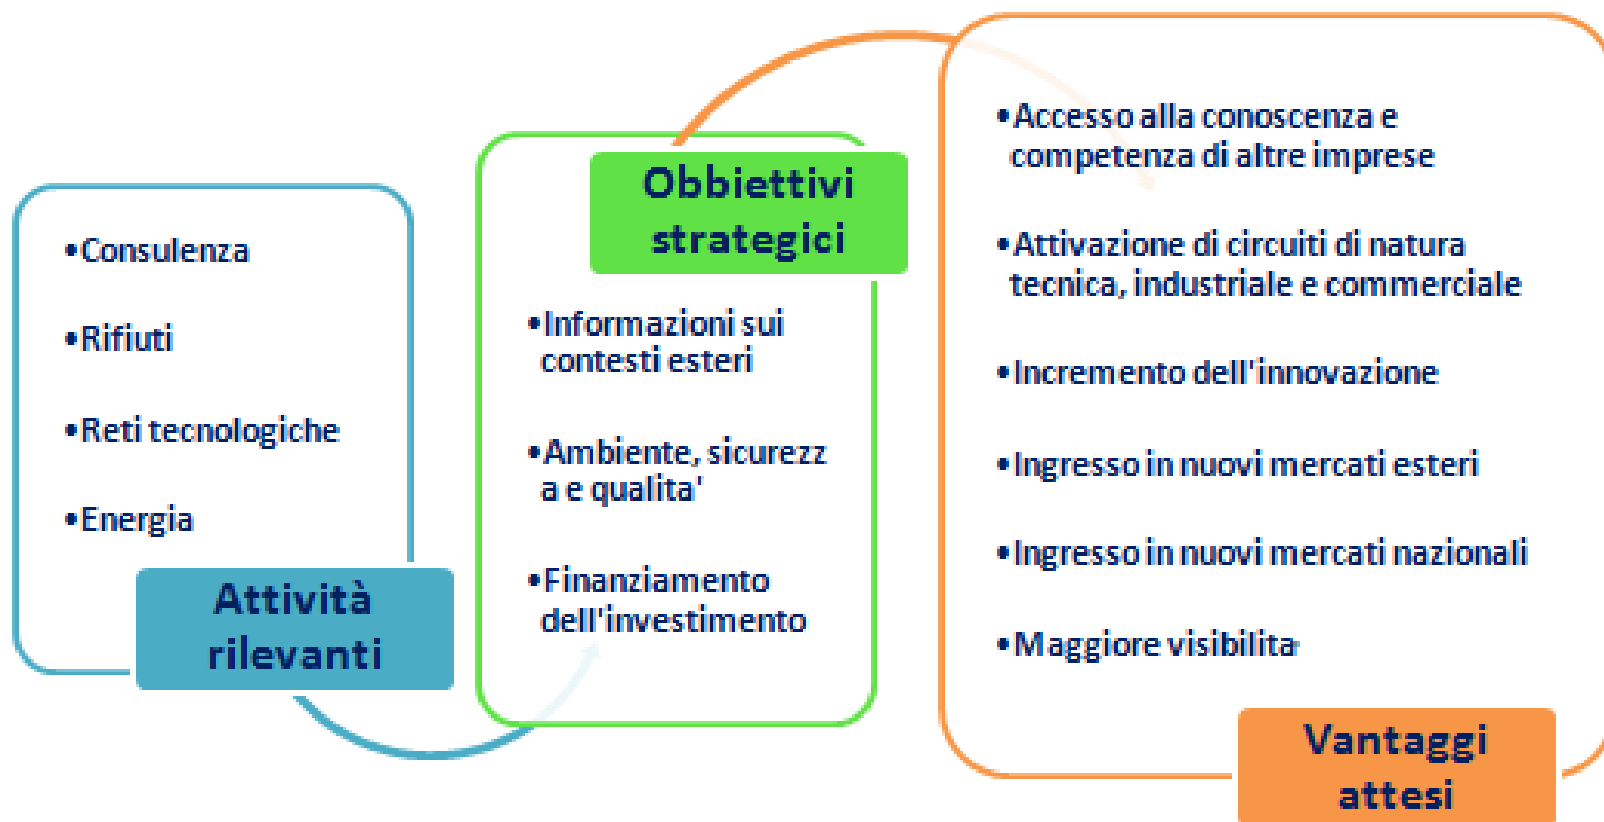 •Consulenza
•Rifiuti
•Reti tecnologiche
•Energia
Attività
rilevanti
Obbiettivi
strategici
•Informazioni sui
contesti esteri
•Ambiente, sicurezz
a e qualita'
•Finanziamento
dell'investimento
•Accesso alla conoscenza e
competenza di altre imprese
•Attivazione di circuiti di natura
tecnica, industriale e commerciale
•Incremento dell'innovazione
•Ingresso in nuovi mercati esteri
•Ingresso in nuovi mercati nazionali
•Maggiore visibilita
Vantaggi
attesi